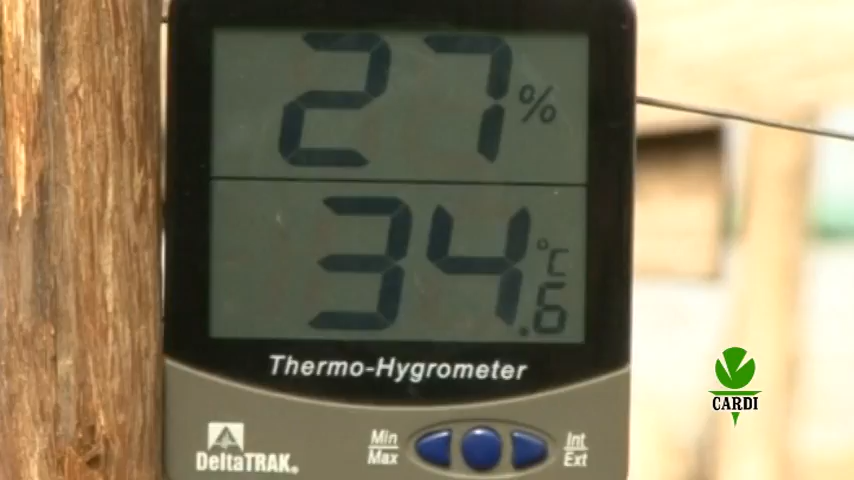 27 %
34.6 °C
Thermo-Hygrometer
DeltaTRAK®
Min
Max
Int
Ext
CARDI